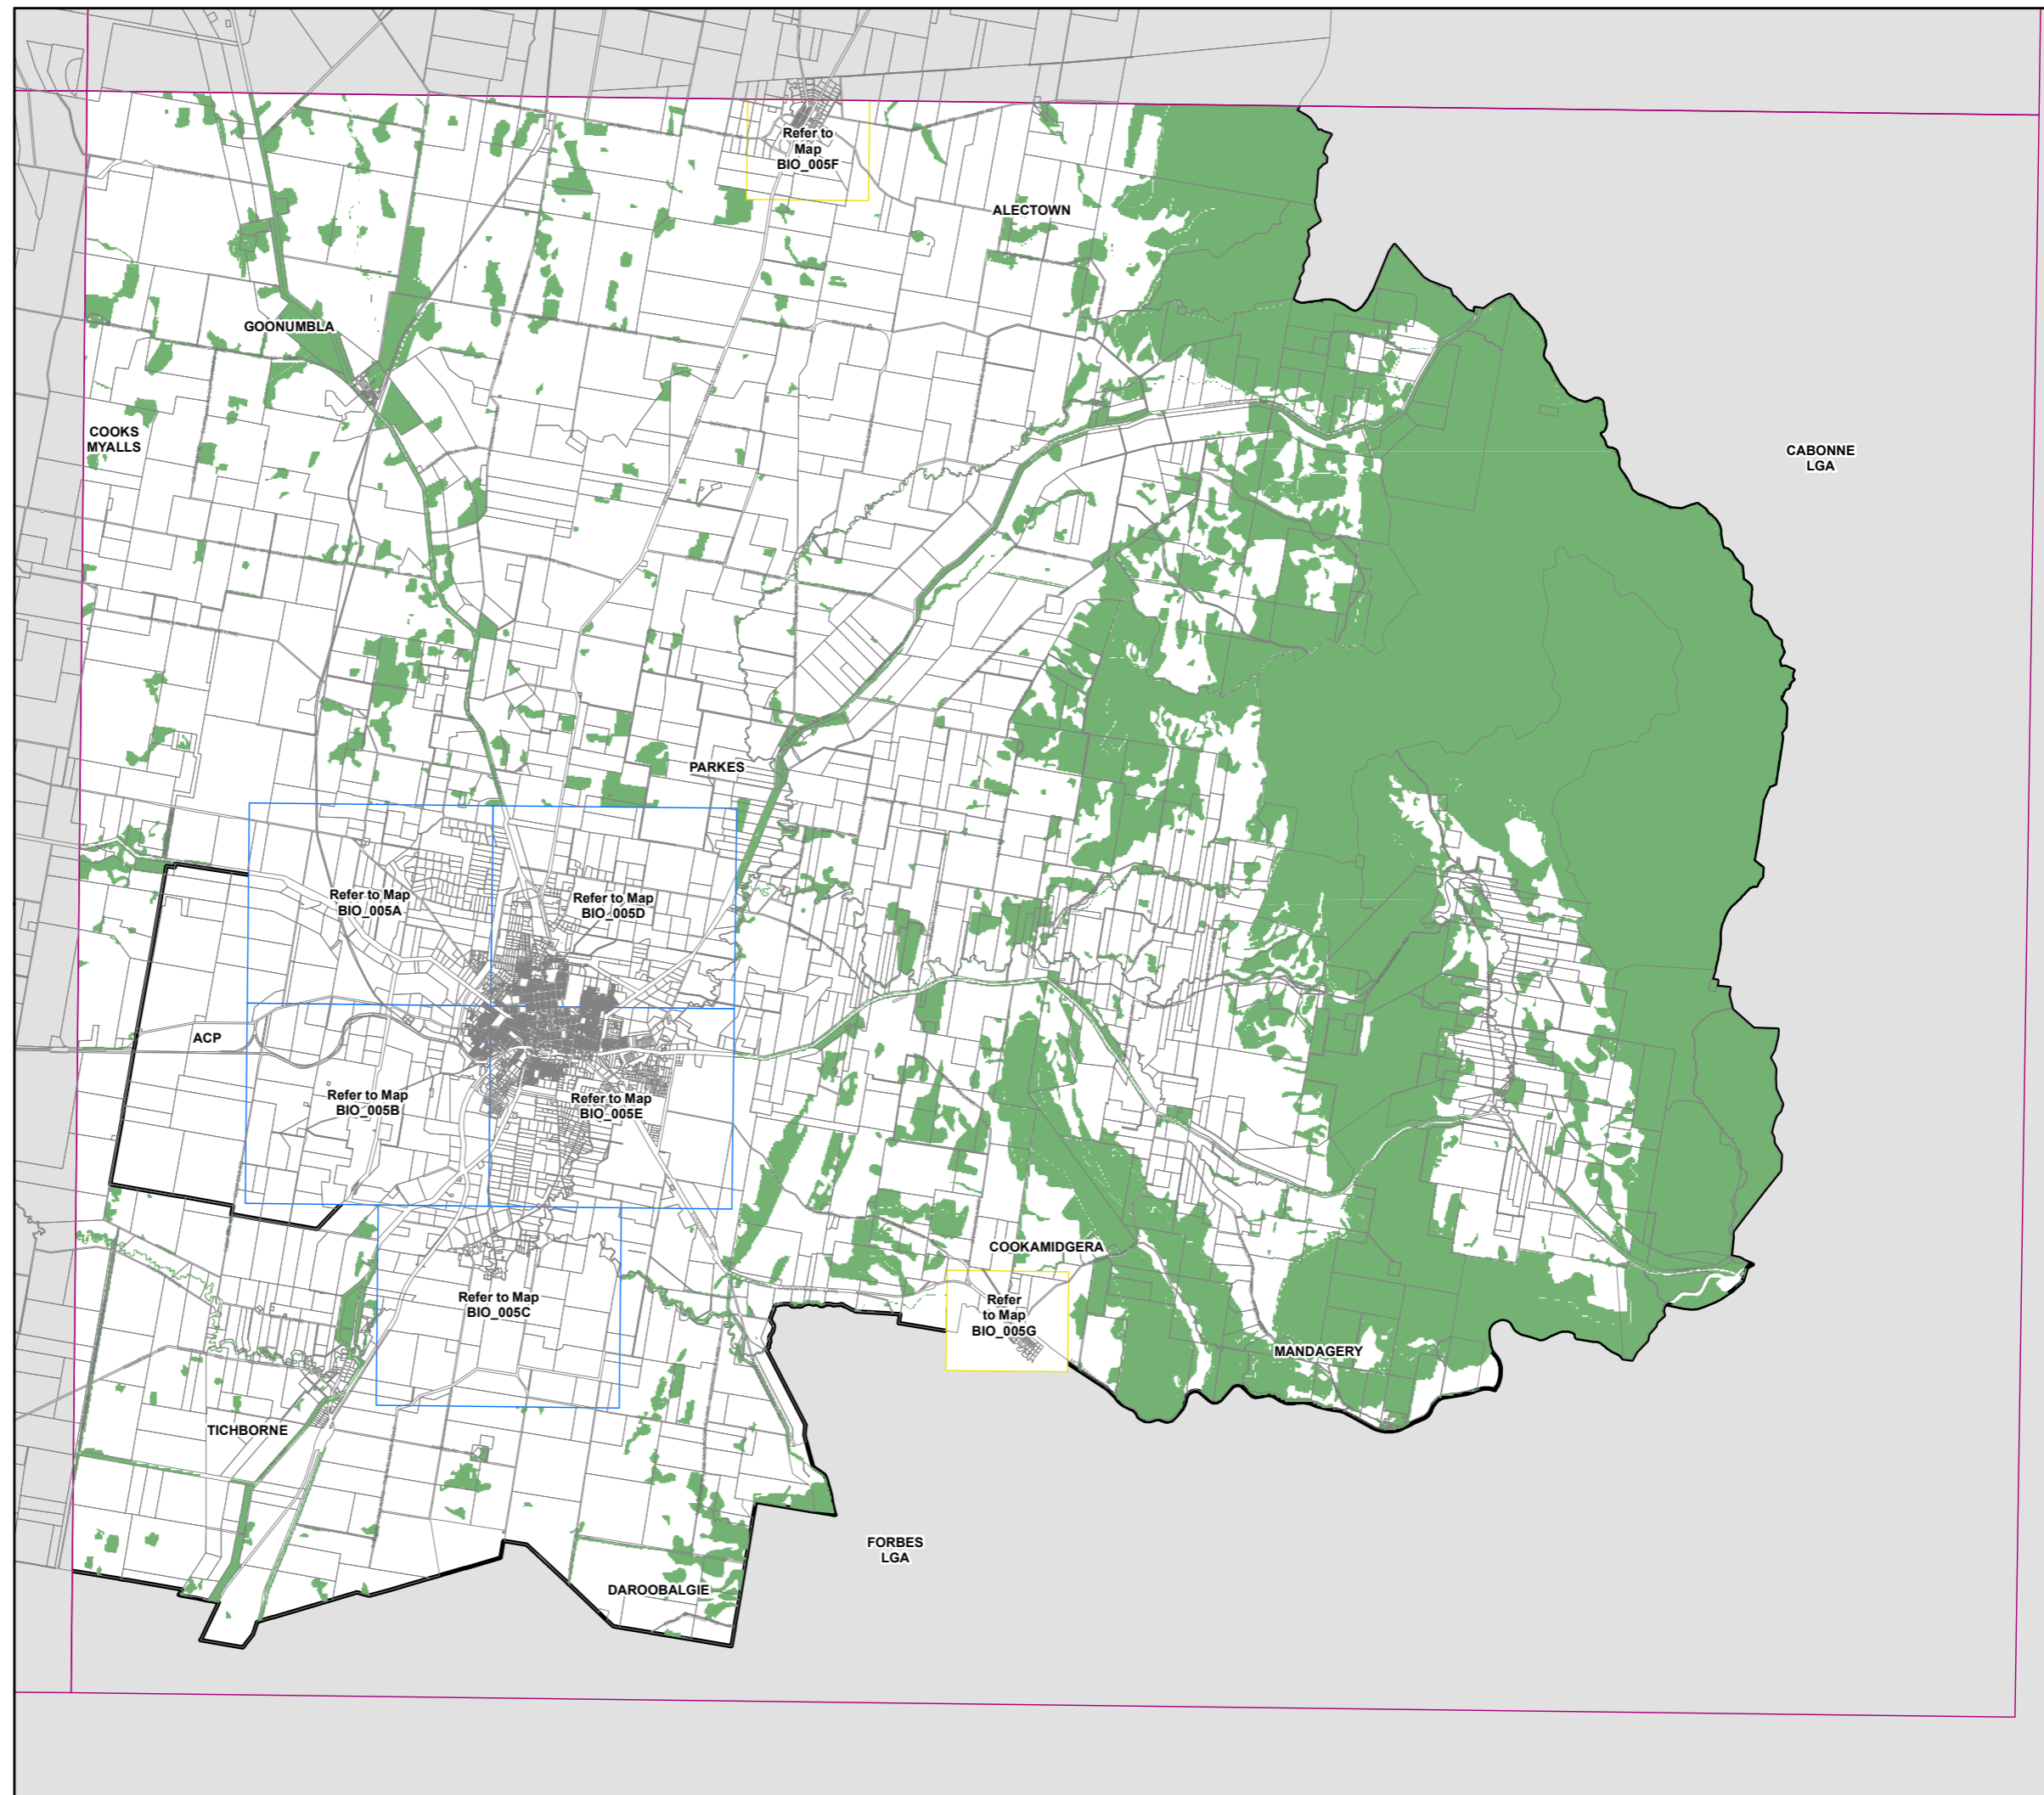 Refer to
Map
BIO_005F
ALECTOWN
GOONUMBLA
COOKS
MYALLS
CABONNE
LGA
PARKES
Refer to Map
BIO_005A
Refer to Map
BIO_005D
ACP
Refer to Map
BIO_005B
Refer to Map
BIO_005E
COOKAMIDGERA
Refer to Map
BIO_005C
Refer
to Map
BIO_005G
MANDAGERY
TICHBORNE
FORBES
LGA
DAROOBALGIE